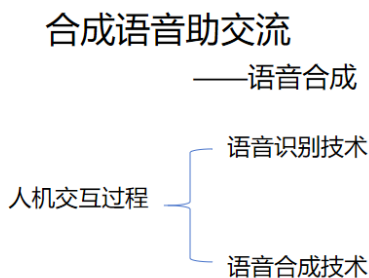 合成语音助交流
——语音合成
语音识别技术
人机交互过程
语音合成技术